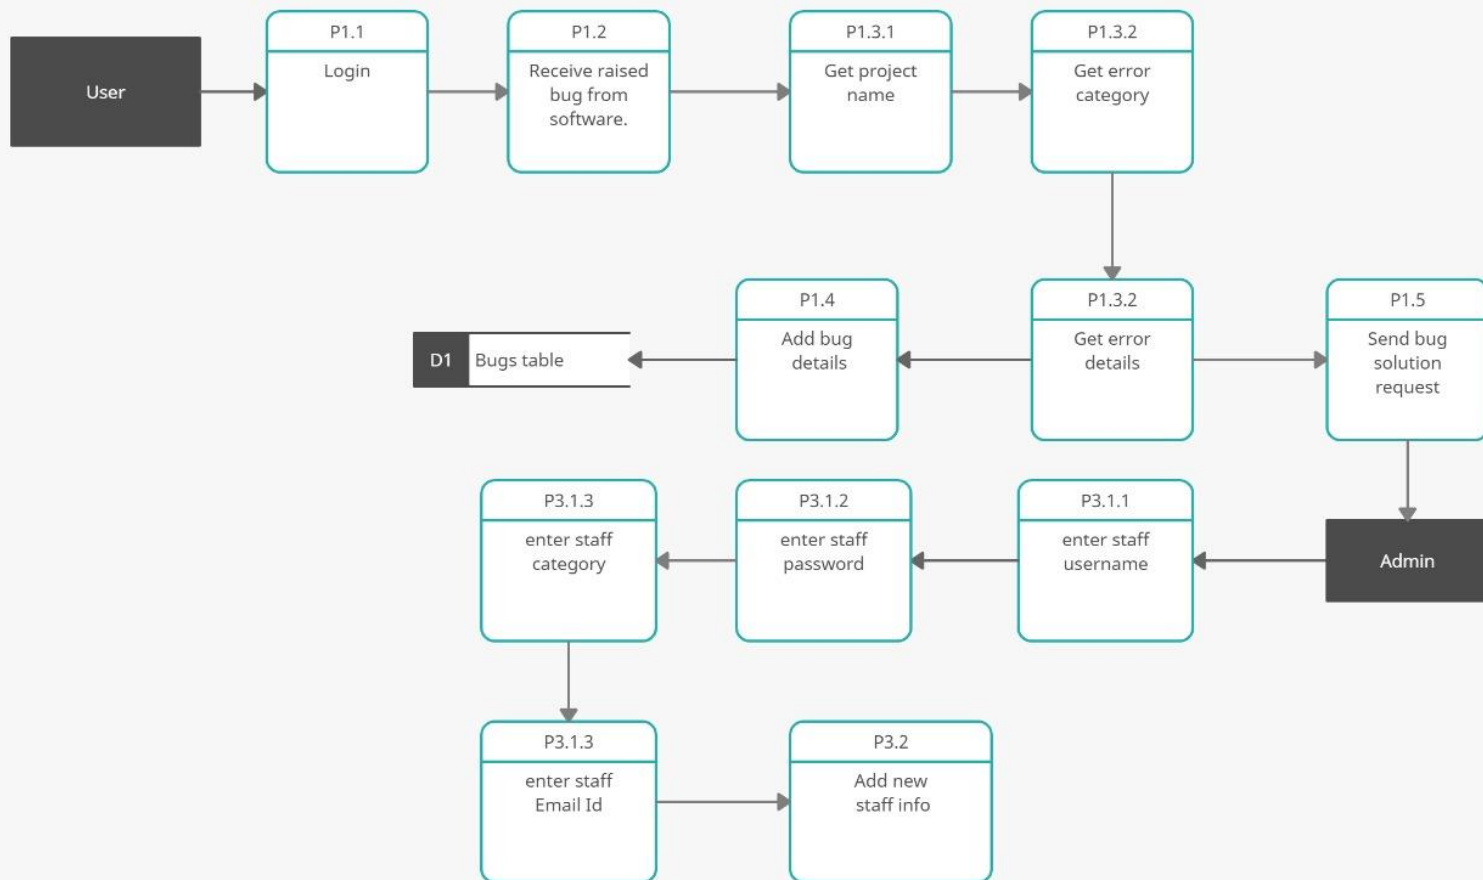 User
P1.1
Login
P1.2
Receive raised
bug from
software.
P1.3.1
Get project
name
P1.3.2
Get error
category
D1
Bugs table
P1.4
Add bug
details
P1.3.2
Get error
details
P1.5
Send bug
solution
request
P3.1.3
enter staff
category
P3.1.2
enter staff
password
P3.1.1
enter staff
username
Admin
P3.1.3
enter staff
Email Id
P3.2
Add new
staff info